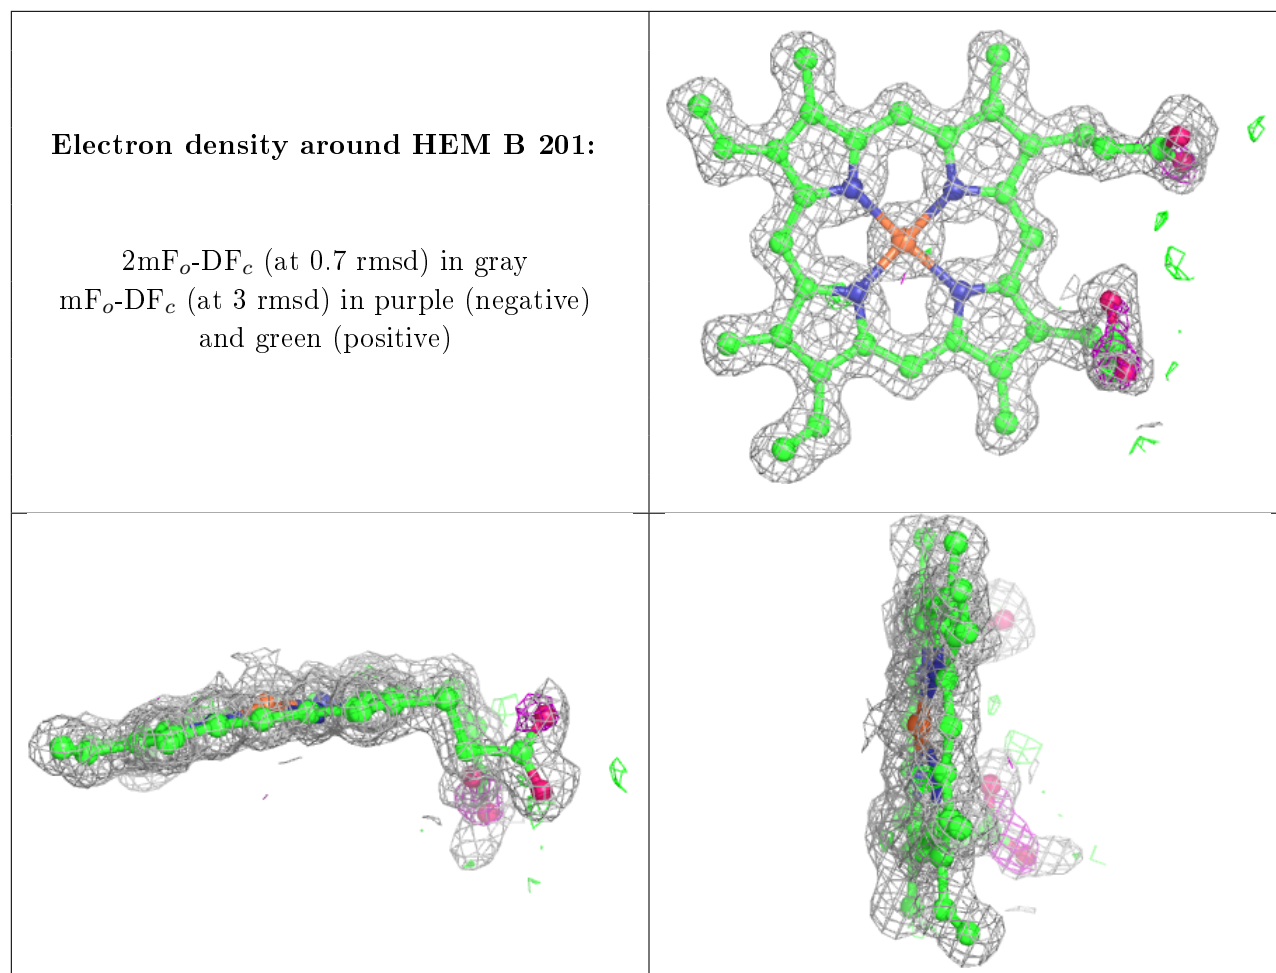 Electron density around HEM B 201:
2mFₒ-DF𝒸 (at 0.7 rmsd) in gray
mFₒ-DF𝒸 (at 3 rmsd) in purple (negative)
and green (positive)